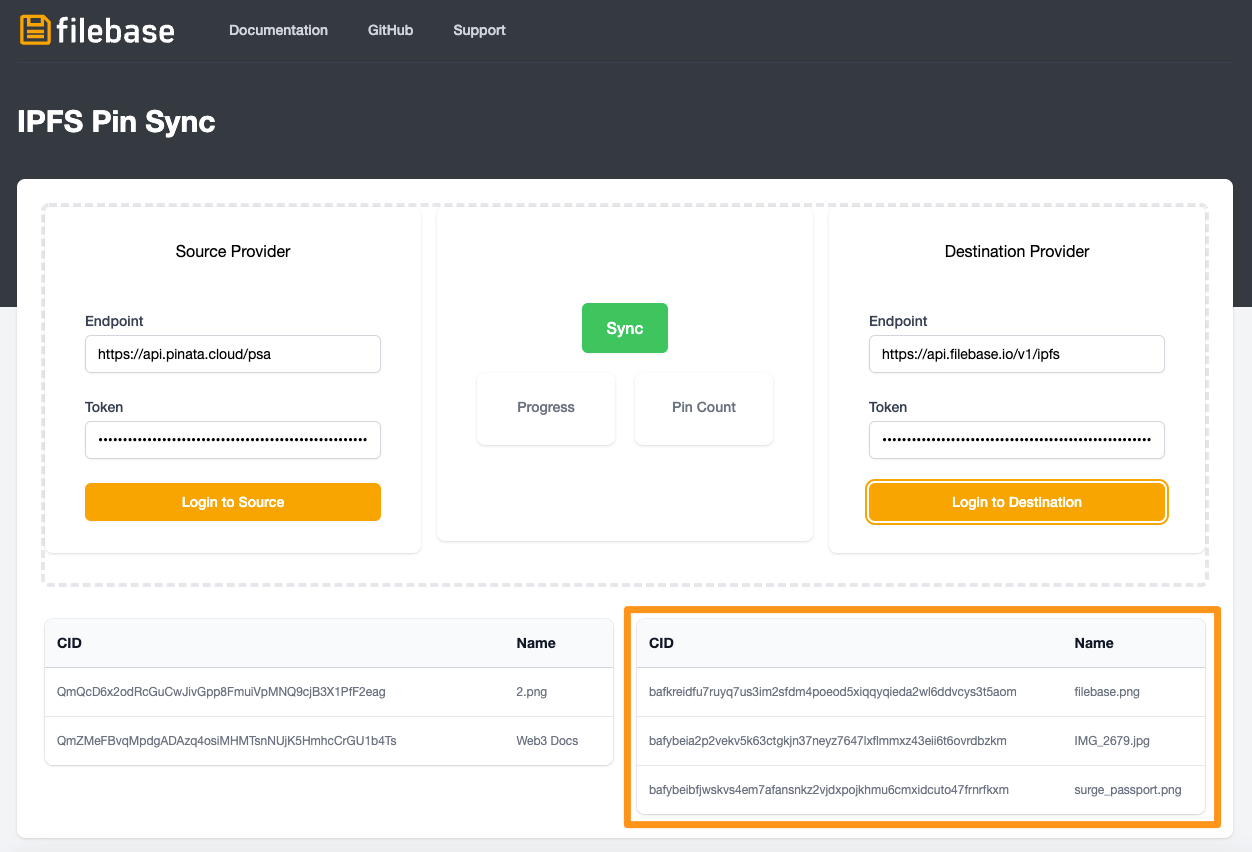 filebase
Documentation
GitHub
Support
IPFS Pin Sync
Source Provider
Endpoint
https://api.pinata.cloud/psa
Token
Login to Source
Sync
Progress
Pin Count
Destination Provider
Endpoint
https://api.filebase.io/v1/ipfs
Token
Login to Destination
CID Name
QmQcD6x2odRcGuCwJivGpp8FmuiVpMNQ9cjB3X1PfF2eag 2.png
QmZMeFBvqMpdgADAzq4osiMHMTsnNUjK5HmhcCrGU1b4Ts Web3 Docs
CID Name
bafkreidfu7ruyq7us3im2sfdm4poeod5xiqqyqieda2wl6ddvcys3t5aom filebase.png
bafybeia2p2vekv5k63ctgkjn37neyz7647lxflmmxz43eii6t6ovrdbzkm IMG_2679.jpg
bafybeibfjwskvs4em7afansnkz2vjdxpojkhmu6cmxidcuto47frnrfkxm surge_passport.png